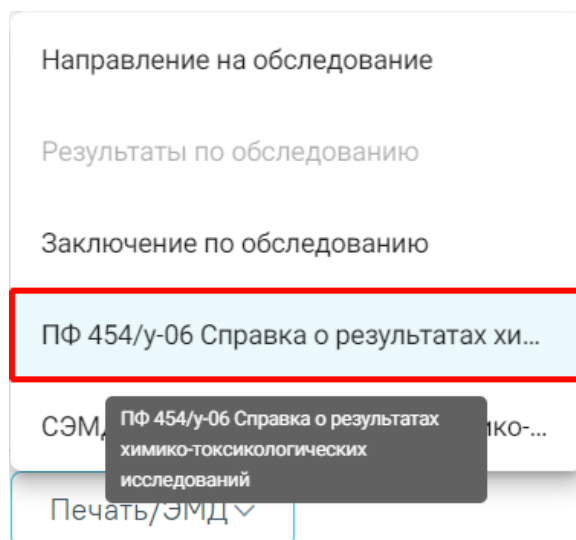 Направление на обследование
Результаты по обследованию
Заключение по обследованию
ПФ 454/у-06 Справка о результатах хи...
СЭМД
ико-...
ПФ 454/у-06 Справка о результатах
химико-токсикологических
исследований
Печать/ЭМД